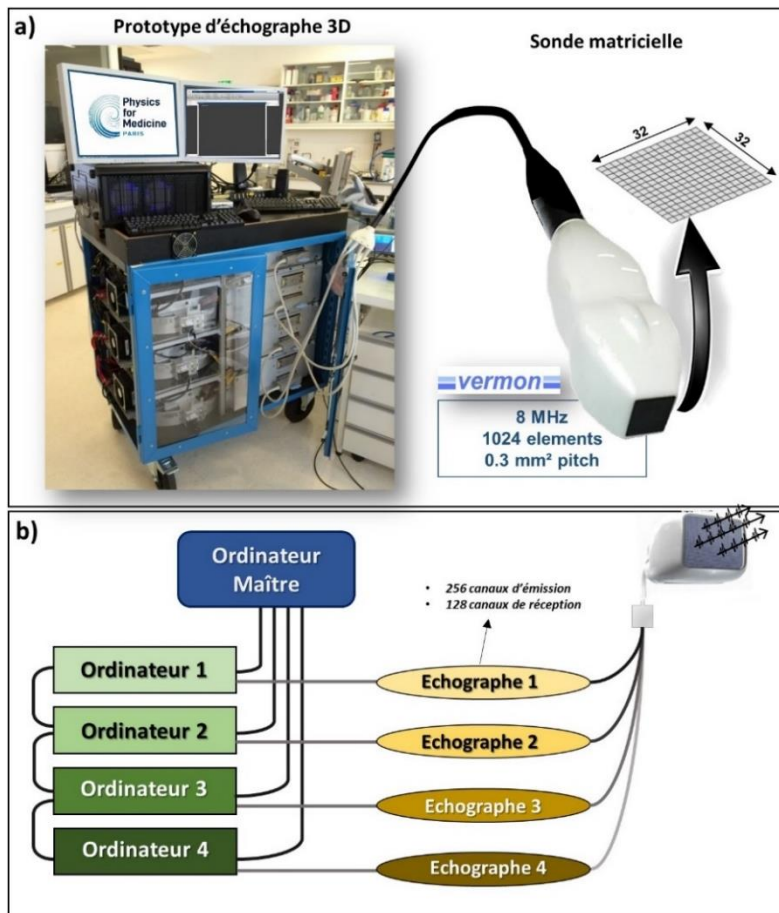 a)
Prototype d'échographe 3D
Sonde matricielle
Physics
for
Medicine
PARIS
32
32
vermon
8 MHz
1024 elements
0.3 mm² pitch
b)
Ordinateur
Maître
• 256 canaux d'émission
• 128 canaux de réception
Ordinateur 1
Echographe 1
Ordinateur 2
Echographe 2
Ordinateur 3
Echographe 3
Ordinateur 4
Echographe 4